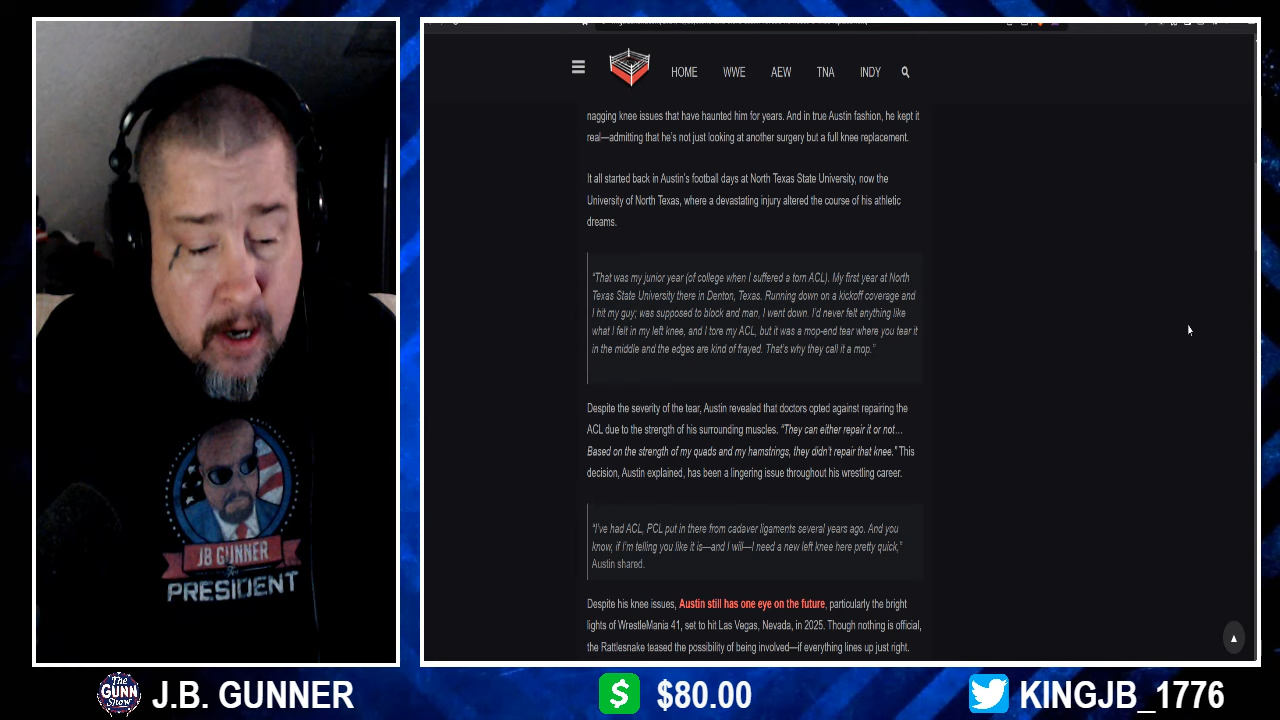 HOME WWE AEW TNA INDY
nagging knee issues that have haunted him for years. And in true Austin fashion, he kept it
real—admitting that he's not just looking at another surgery but a full knee replacement.
It all started back in Austin's football days at North Texas State University, now the
University of North Texas, where a devastating injury altered the course of his athletic
dreams.
“That was my junior year (of college when I suffered a torn ACL). My first year at North
Texas State University there in Denton, Texas. Running down on a kickoff coverage and
I hit my guy; was supposed to block and man, I went down. I'd never felt anything like
what I felt in my left knee, and I tore my ACL, but it was a mop-end tear where you tear it
in the middle and the edges are kind of frayed. That's why they call it a mop.”
Despite the severity of the tear, Austin revealed that doctors opted against repairing the
ACL due to the strength of his surrounding muscles. “They can either repair it or not…
Based on the strength of my quads and my hamstrings, they didn't repair that knee.” This
decision, Austin explained, has been a lingering issue throughout his wrestling career.
“I've had ACL, PCL put in there from cadaver ligaments several years ago. And you
know, if I'm telling you like it is—and I will—I need a new left knee here pretty quick,”
Austin shared.
Despite his knee issues, Austin still has one eye on the future, particularly the bright
lights of WrestleMania 41, set to hit Las Vegas, Nevada, in 2025. Though nothing is official,
the Rattlesnake teased the possibility of being involved—if everything lines up just right.
JB GUNNER
For
PRESIDENT
The
GUNN
Show
J.B. GUNNER
$
$80.00
KINGJB_1776